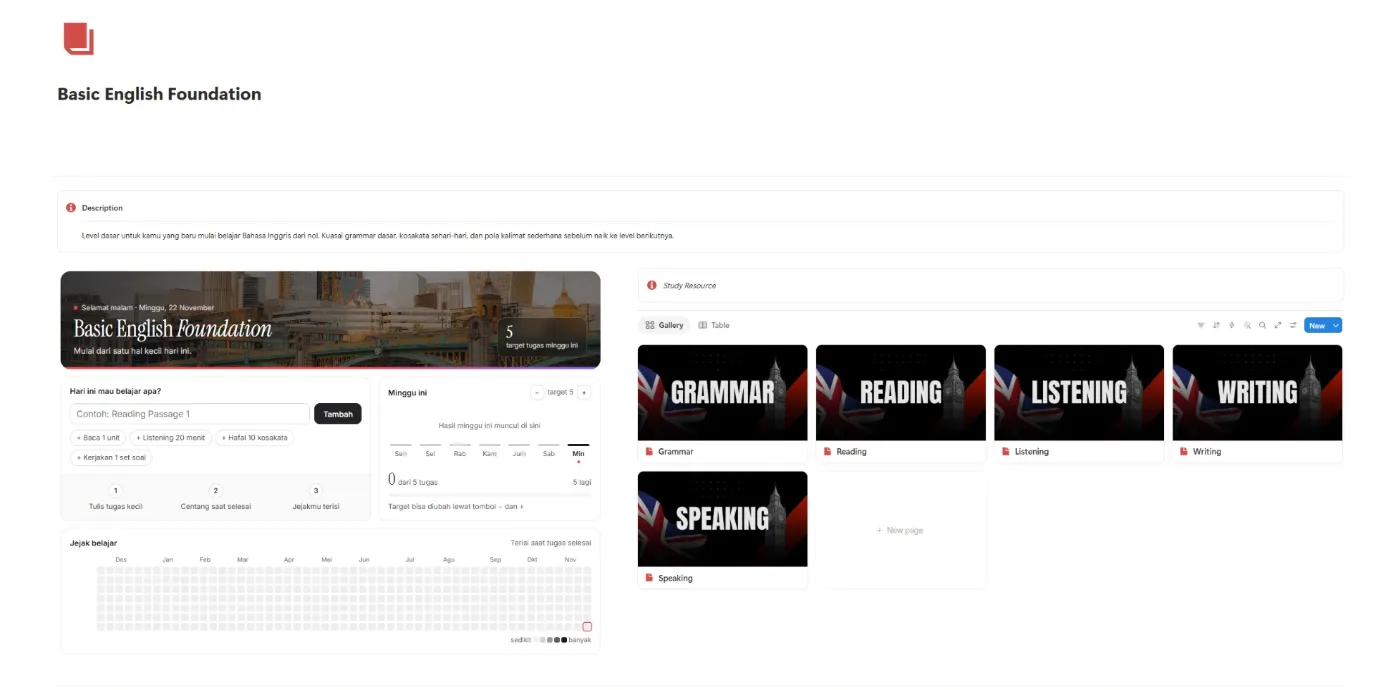 Basic English Foundation
Description
Level dasar untuk kamu yang baru mulai belajar Bahasa Inggris dari nol. Kuasai grammar dasar, kosakata sehari-hari, dan pola kalimat sederhana sebelum naik ke level berikutnya.
Selamat malam · Minggu, 22 November
Basic English Foundation
Mulai dari satu hal kecil hari ini.
5
target tugas minggu ini
Hari ini mau belajar apa?
Contoh: Reading Passage 1
Tambah
+ Baca 1 unit
+ Listening 20 menit
+ Hafal 10 kosakata
+ Kerjakan 1 set soal
1
Tulis tugas kecil
2
Centang saat selesai
3
Jejakmu terisi
Minggu ini
- target 5 +
Hasil minggu ini muncul di sini
Sen Sel Rab Kam Jum Sab Min
0 dari 5 tugas
5 lagi
Target bisa diubah lewat tombol − dan +
Jejak belajar
Terisi saat tugas selesai
Des Jan Feb Mar Apr Mei Jun Jul Agu Sep Okt Nov
sedikit
banyak
Study Resource
Gallery
Table
New
GRAMMAR
Grammar
READING
Reading
LISTENING
Listening
WRITING
Writing
SPEAKING
Speaking
+ New page